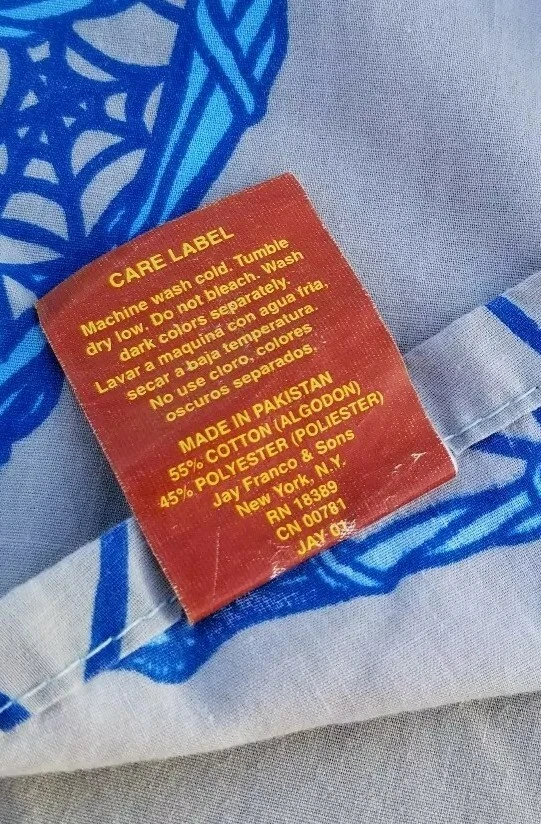 CARE LABEL
Machine wash cold. Tumble
dry low. Do not bleach. Wash
dark colors separately.
Lavar a maquina con agua fria,
secar a baja temperatura.
No use cloro, colores
oscuros separados.
MADE IN PAKISTAN
55% COTTON (ALGODON)
45% POLYESTER (POLIESTER)
Jay Franco & Sons
New York, N.Y.
RN 18389
CN 00781
JAY